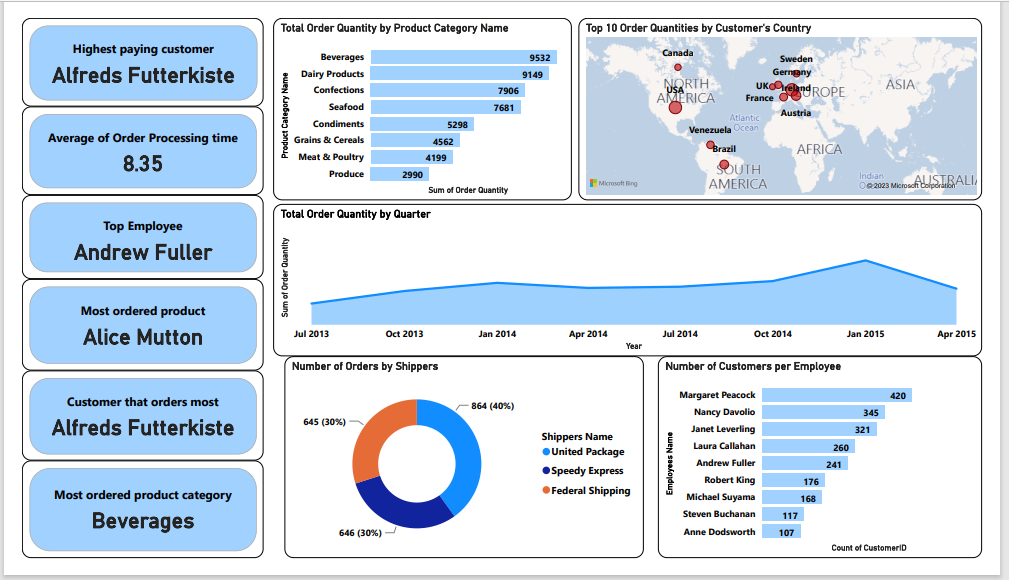 Highest paying customer
Alfreds Futterkiste
Average of Order Processing time
8.35
Top Employee
Andrew Fuller
Most ordered product
Alice Mutton
Customer that orders most
Alfreds Futterkiste
Most ordered product category
Beverages
Total Order Quantity by Product Category Name
Product Category Name
Beverages 9532
Dairy Products 9149
Confections 7906
Seafood 7681
Condiments 5298
Grains & Cereals 4562
Meat & Poultry 4199
Produce 2990
Sum of Order Quantity
Top 10 Order Quantities by Customer's Country
Canada
Sweden
Germany
NORTH AMERICA
USA
UK
Ireland
EUROPE
ASIA
France
Austria
Atlantic
Ocean
Venezuela
Brazil
AFRICA
SOUTH
AMERICA
Indian
AUSTRALIA
Microsoft Bing
© 2023 Microsoft Corporation
Total Order Quantity by Quarter
Sum of Order Quantity
Jul 2013 Oct 2013 Jan 2014 Apr 2014 Jul 2014 Oct 2014 Jan 2015 Apr 2015
Year
Number of Orders by Shippers
864 (40%)
645 (30%)
646 (30%)
Shippers Name
United Package
Speedy Express
Federal Shipping
Number of Customers per Employee
Employees Name
Margaret Peacock 420
Nancy Davolio 345
Janet Leverling 321
Laura Callahan 260
Andrew Fuller 241
Robert King 176
Michael Suyama 168
Steven Buchanan 117
Anne Dodsworth 107
Count of CustomerID